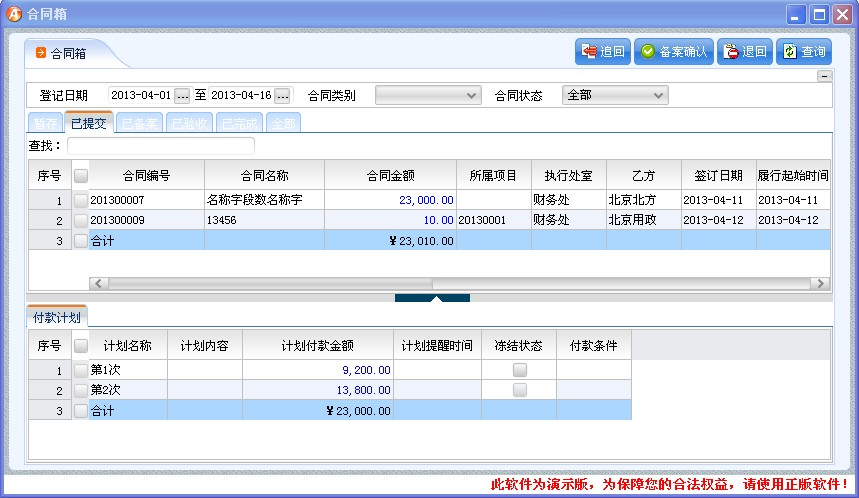 合同箱
合同箱 追回 备案确认 退回 查询
登记日期 2013-04-01 ... 至 2013-04-16 ... 合同类别 合同状态 全部
暂存 已提交 已备案 已验收 已完成 全部
查找：
序号 合同编号 合同名称 合同金额 所属项目 执行处室 乙方 签订日期 履行起始时间
1 201300007 名称字段数名称字 23,000.00 财务处 北京北方 2013-04-11 2013-04-11
2 201300009 13456 10.00 20130001 财务处 北京用政 2013-04-12 2013-04-12
3 合计 ¥23,010.00
付款计划
序号 计划名称 计划内容 计划付款金额 计划提醒时间 冻结状态 付款条件
1 第1次 9,200.00
2 第2次 13,800.00
3 合计 ¥23,000.00
此软件为演示版，为保障您的合法权益，请使用正版软件！